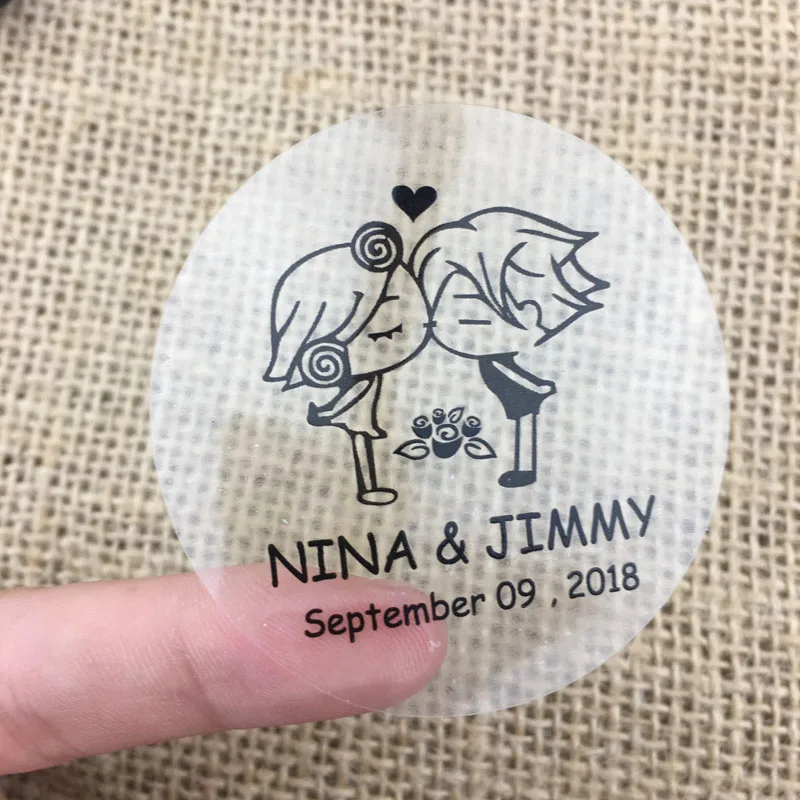 NINA & JIMMY
September 09 , 2018